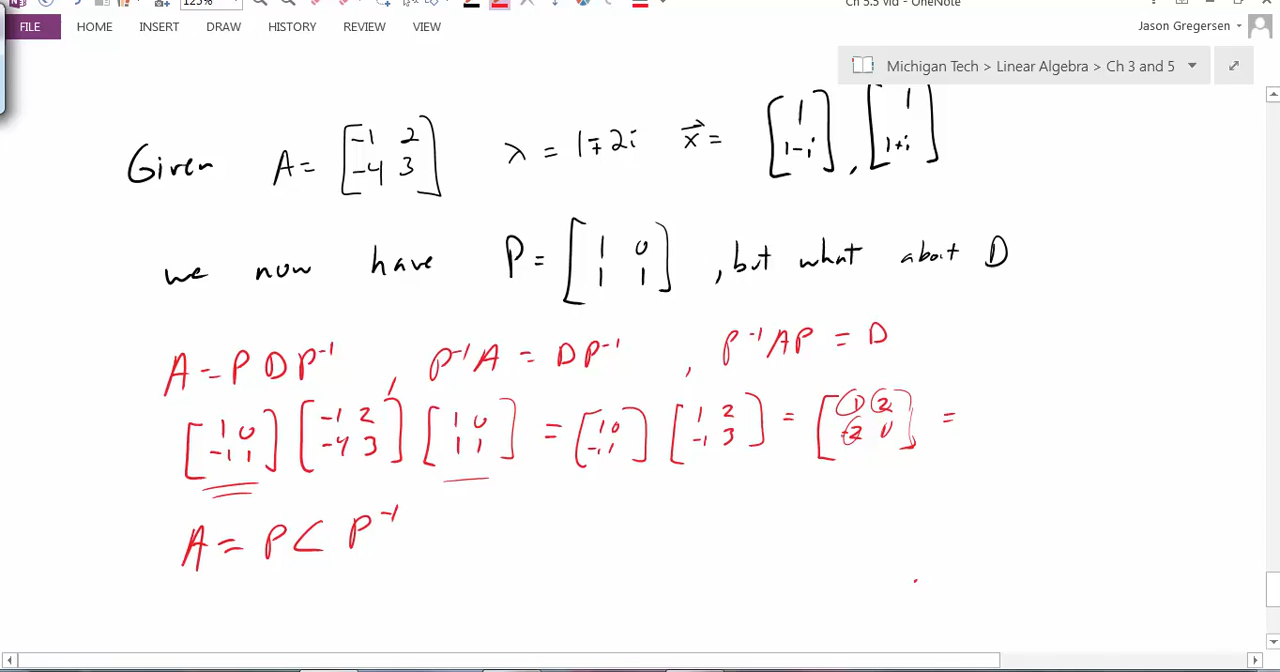 125%
Ch 5.5 vid - OneNote
FILE HOME INSERT DRAW HISTORY REVIEW VIEW
Jason Gregersen
Michigan Tech > Linear Algebra > Ch 3 and 5
Given A = [-1 2; -4 3] λ = 1∓2i x⃗ = [1; 1-i], [1; 1+i]
we now have P = [1 0; 1 1], but what about D
A = P D P⁻¹, P⁻¹A = DP⁻¹, P⁻¹AP = D
[1 0; -1 1] [-1 2; -4 3] [1 0; 1 1] = [1 0; -1 1] [1 2; -1 3] = [1 2; -2 1] =
A = P C P⁻¹